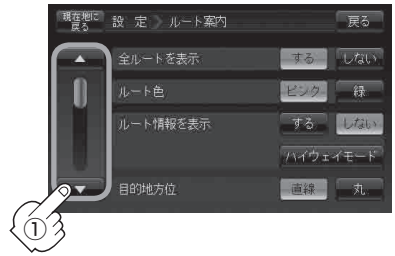 現在地に
戻る
設 定 ルート案内
戻る
全ルートを表示 する しない
ルート色 ピンク 緑
ルート情報を表示 する しない
ハイウェイモード
目的地方位 直線 丸
①